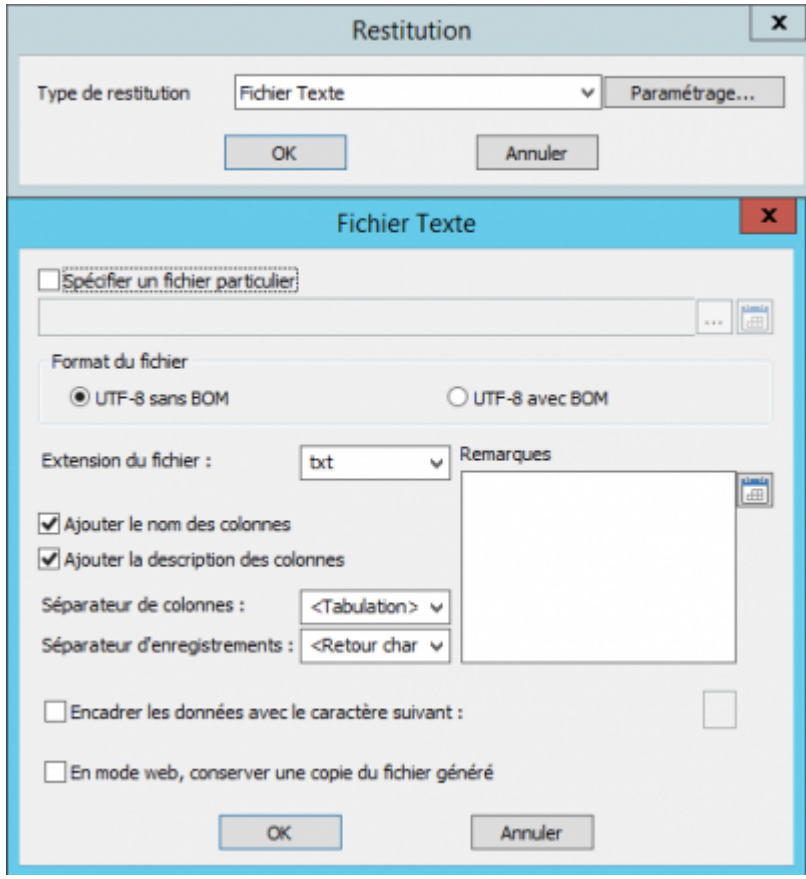 Restitution
x
Type de restitution Fichier Texte Paramétrage...
OK Annuler
Fichier Texte
x
Spécifier un fichier particulier
...
Format du fichier
UTF-8 sans BOM UTF-8 avec BOM
Extension du fichier : txt Remarques
Ajouter le nom des colonnes
Ajouter la description des colonnes
Séparateur de colonnes : <Tabulation>
Séparateur d'enregistrements : <Retour char
Encadrer les données avec le caractère suivant :
En mode web, conserver une copie du fichier généré
OK Annuler